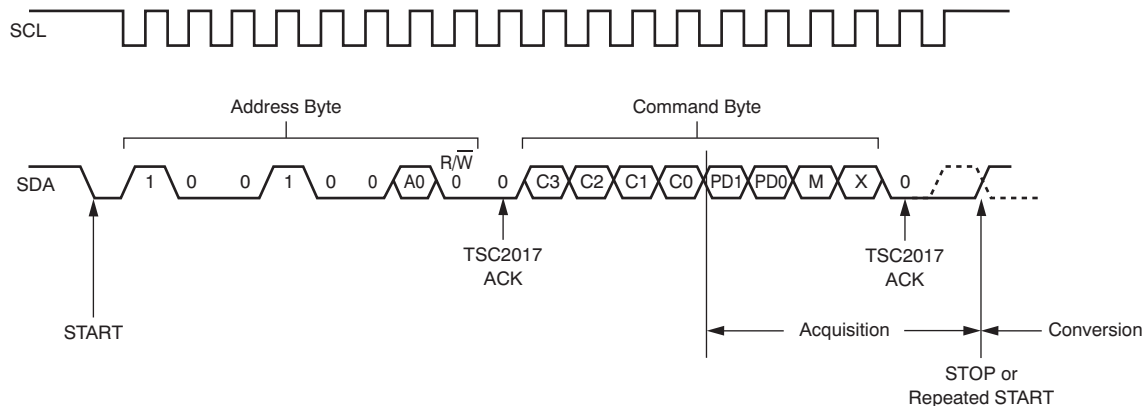 SCL
Address Byte
Command Byte
R/W̅
SDA
1 0 0 1 0 0 A0 0 0 C3 C2 C1 C0 PD1 PD0 M X 0
TSC2017
ACK
TSC2017
ACK
START
Acquisition
Conversion
STOP or
Repeated START